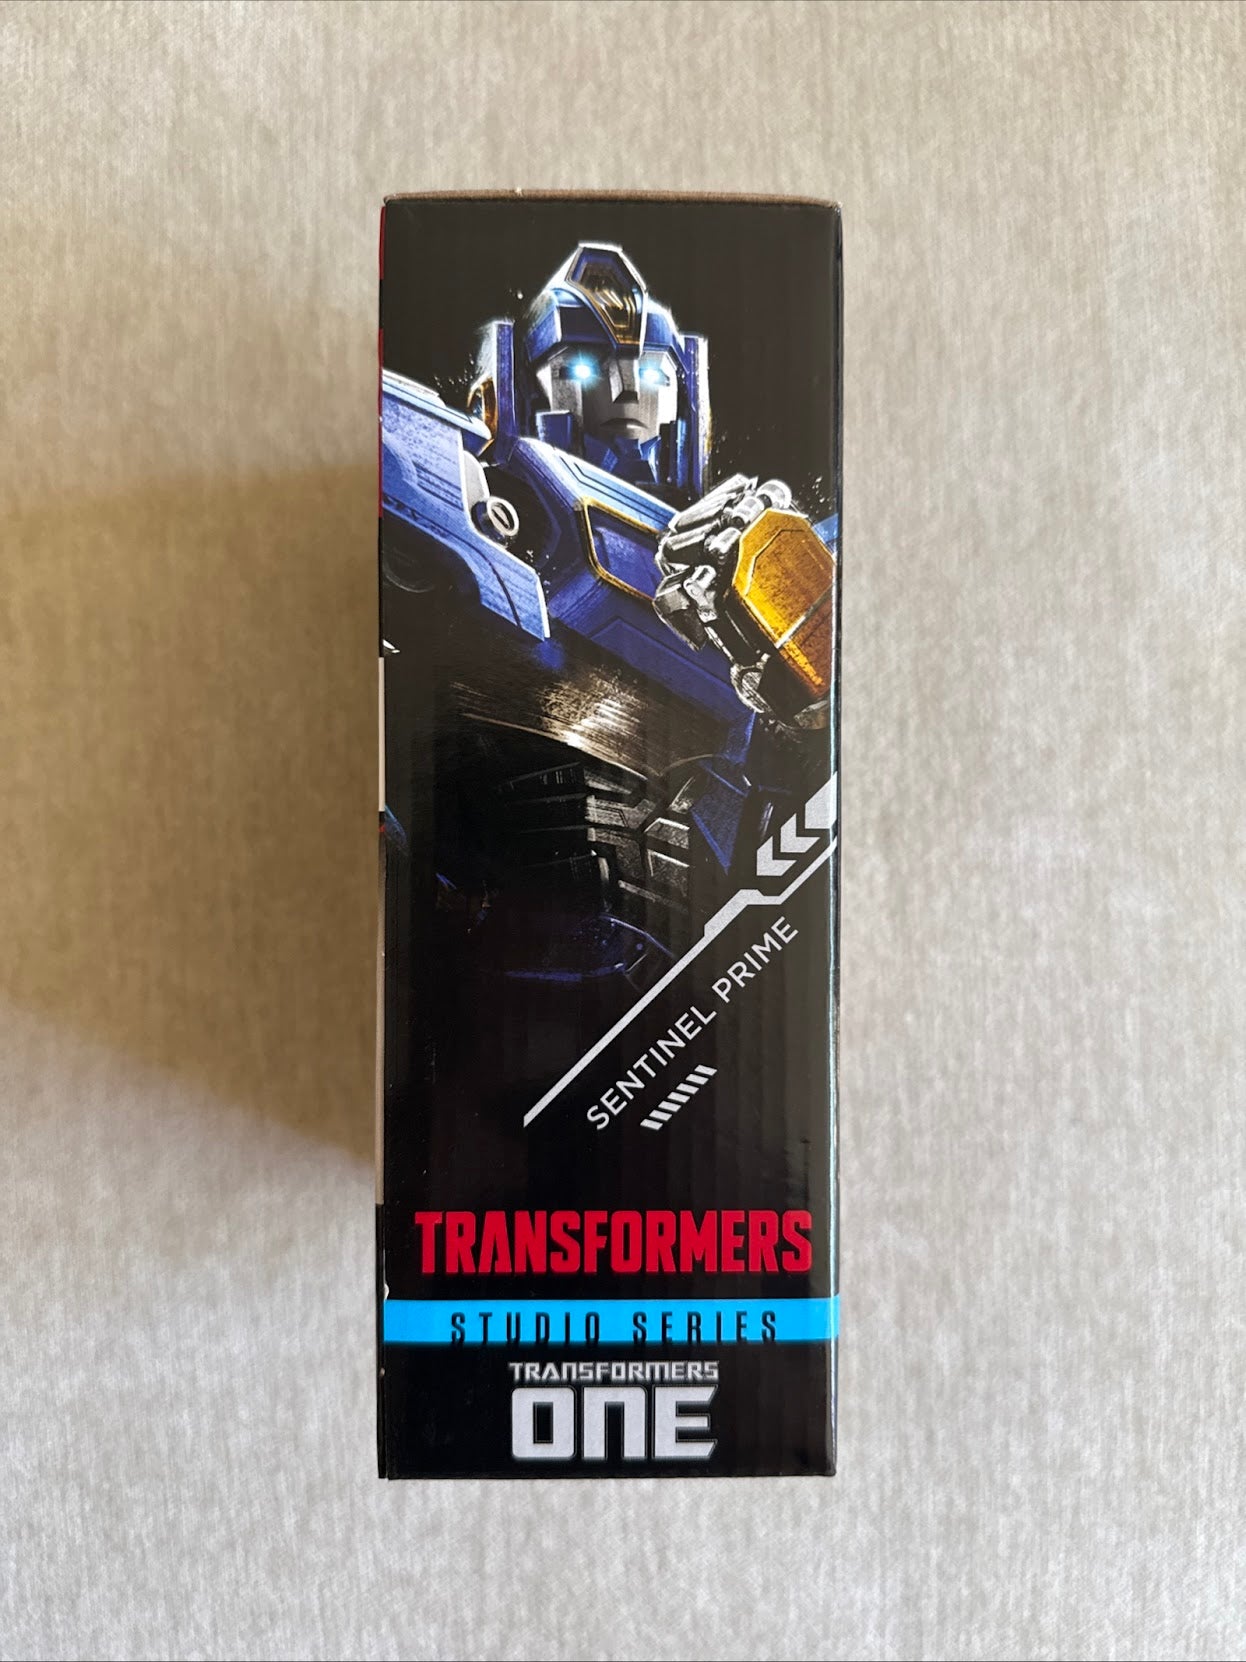 SENTINEL PRIME
TRANSFORMERS
STUDIO SERIES
TRANSFORMERS
ONE